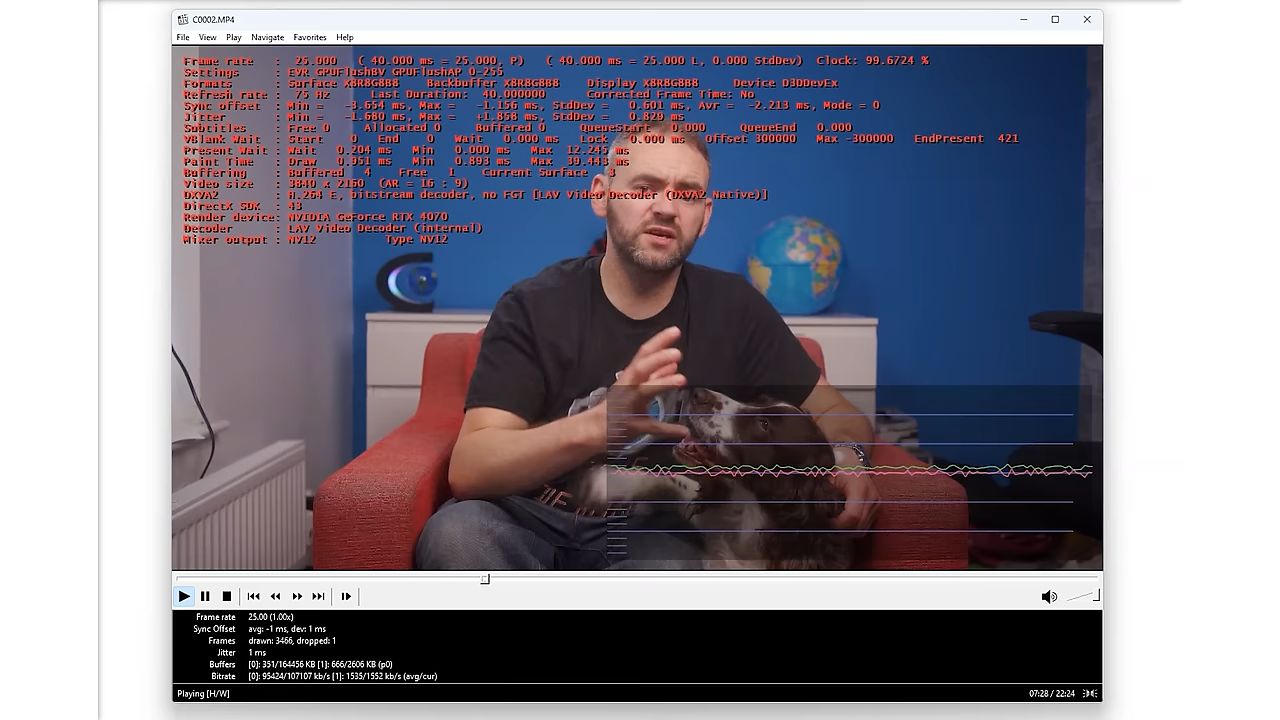 C0002.MP4
File View Play Navigate Favorites Help
Frame rate : 25.000 ( 40.000 ms = 25.000, P) ( 40.000 ms = 25.000 L, 0.000 StdDev) Clock: 99.6724 %
Settings : EVR GPUFlushBV GPUFlushAP 0-255
Formats : Surface X8R8G8B8 Backbuffer X8R8G8B8 Display X8R8G8B8 Device D3DDevEx
Refresh rate : 75 Hz Last Duration: 40.000000 Corrected Frame Time: No
Sync offset : Min = -3.654 ms, Max = -1.156 ms, StdDev = 0.601 ms, Avr = -2.213 ms, Mode = 0
Jitter : Min = -1.680 ms, Max = +1.858 ms, StdDev = 0.829 ms
Subtitles : Free 0 Allocated 0 Buffered 0 QueueStart 0.000 QueueEnd 0.000
VBlank Wait : Start 0 End 0 Wait 0.000 ms Lock 0.000 ms Offset 300000 Max -300000 EndPresent 421
Present Wait : Wait 0.204 ms Min 0.000 ms Max 12.245 ms
Paint Time : Draw 0.951 ms Min 0.893 ms Max 39.443 ms
Buffering : Buffered 4 Free 1 Current Surface 3
Video size : 3840 x 2160 (AR = 16 : 9)
DXVA2 : H.264 E, bitstream decoder, no FGT [LAV Video Decoder (DXVA2 Native)]
DirectX SDK : 43
Render device: NVIDIA GeForce RTX 4070
Decoder : LAV Video Decoder (internal)
Mixer output : NV12 Type NV12
Frame rate 25.00 (1.00x)
Sync Offset avg: -1 ms, dev: 1 ms
Frames drawn: 3466, dropped: 1
Jitter 1 ms
Buffers [0]: 351/164456 KB [1]: 666/2606 KB (p0)
Bitrate [0]: 95424/107107 kb/s [1]: 1535/1552 kb/s (avg/cur)
Playing [H/W] 07:28 / 22:24